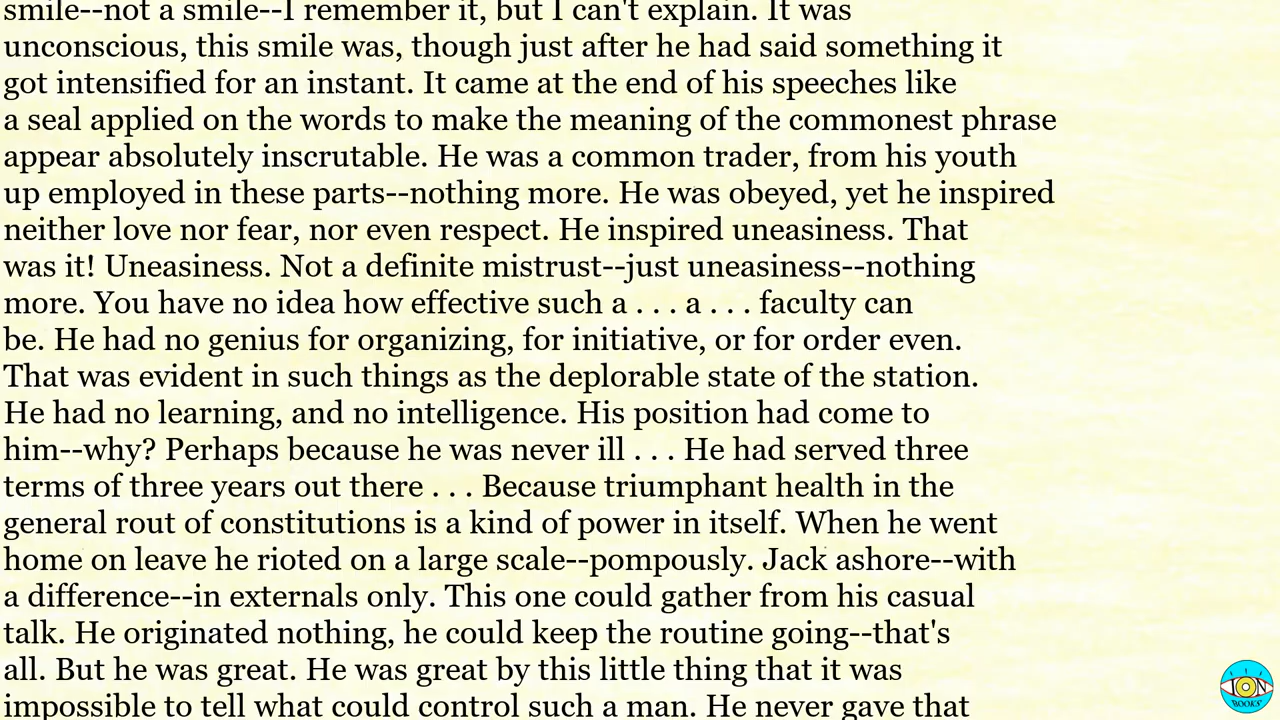 smile--not a smile--I remember it, but I can't explain. It was
unconscious, this smile was, though just after he had said something it
got intensified for an instant. It came at the end of his speeches like
a seal applied on the words to make the meaning of the commonest phrase
appear absolutely inscrutable. He was a common trader, from his youth
up employed in these parts--nothing more. He was obeyed, yet he inspired
neither love nor fear, nor even respect. He inspired uneasiness. That
was it! Uneasiness. Not a definite mistrust--just uneasiness--nothing
more. You have no idea how effective such a . . . a . . . faculty can
be. He had no genius for organizing, for initiative, or for order even.
That was evident in such things as the deplorable state of the station.
He had no learning, and no intelligence. His position had come to
him--why? Perhaps because he was never ill . . . He had served three
terms of three years out there . . . Because triumphant health in the
general rout of constitutions is a kind of power in itself. When he went
home on leave he rioted on a large scale--pompously. Jack ashore--with
a difference--in externals only. This one could gather from his casual
talk. He originated nothing, he could keep the routine going--that's
all. But he was great. He was great by this little thing that it was
impossible to tell what could control such a man. He never gave that
ION
BOOKS